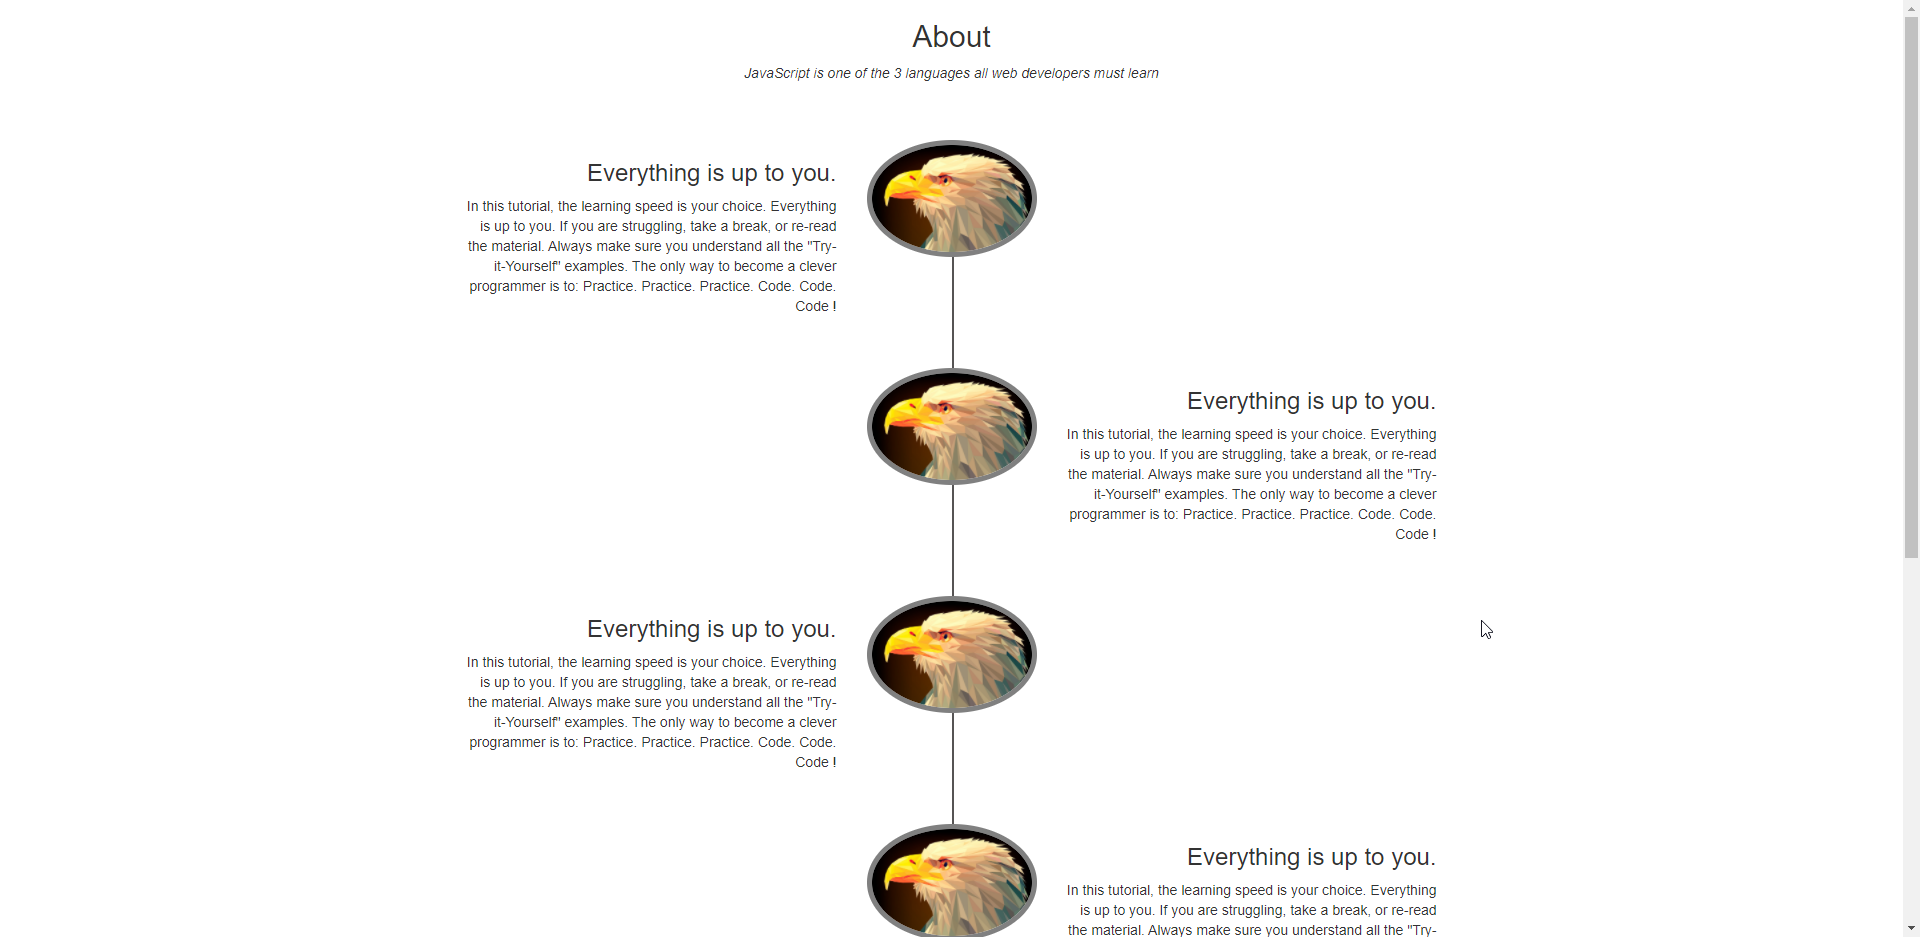 About
JavaScript is one of the 3 languages all web developers must learn
Everything is up to you.
In this tutorial, the learning speed is your choice. Everything
is up to you. If you are struggling, take a break, or re-read
the material. Always make sure you understand all the "Try-
it-Yourself" examples. The only way to become a clever
programmer is to: Practice. Practice. Practice. Code. Code.
Code !
Everything is up to you.
In this tutorial, the learning speed is your choice. Everything
is up to you. If you are struggling, take a break, or re-read
the material. Always make sure you understand all the "Try-
it-Yourself" examples. The only way to become a clever
programmer is to: Practice. Practice. Practice. Code. Code.
Code !
Everything is up to you.
In this tutorial, the learning speed is your choice. Everything
is up to you. If you are struggling, take a break, or re-read
the material. Always make sure you understand all the "Try-
it-Yourself" examples. The only way to become a clever
programmer is to: Practice. Practice. Practice. Code. Code.
Code !
Everything is up to you.
In this tutorial, the learning speed is your choice. Everything
is up to you. If you are struggling, take a break, or re-read
the material. Always make sure you understand all the "Try-